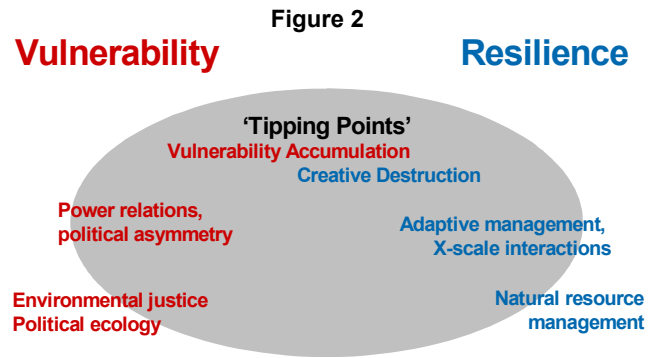 Figure 2
Vulnerability
Resilience
'Tipping Points'
Vulnerability Accumulation
Creative Destruction
Power relations,
political asymmetry
Adaptive management,
X-scale interactions
Environmental justice
Political ecology
Natural resource
management